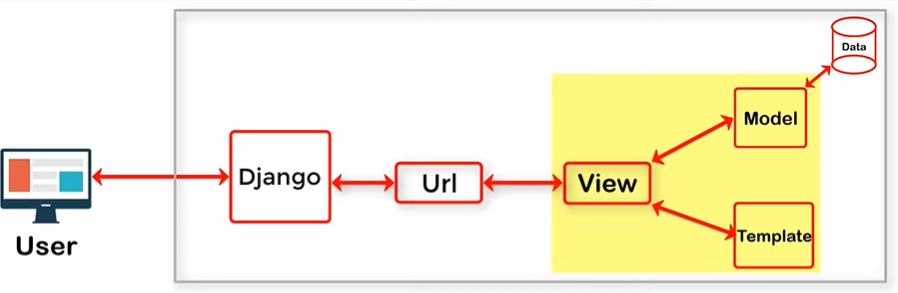 Data
Model
Django
Url
View
User
Template